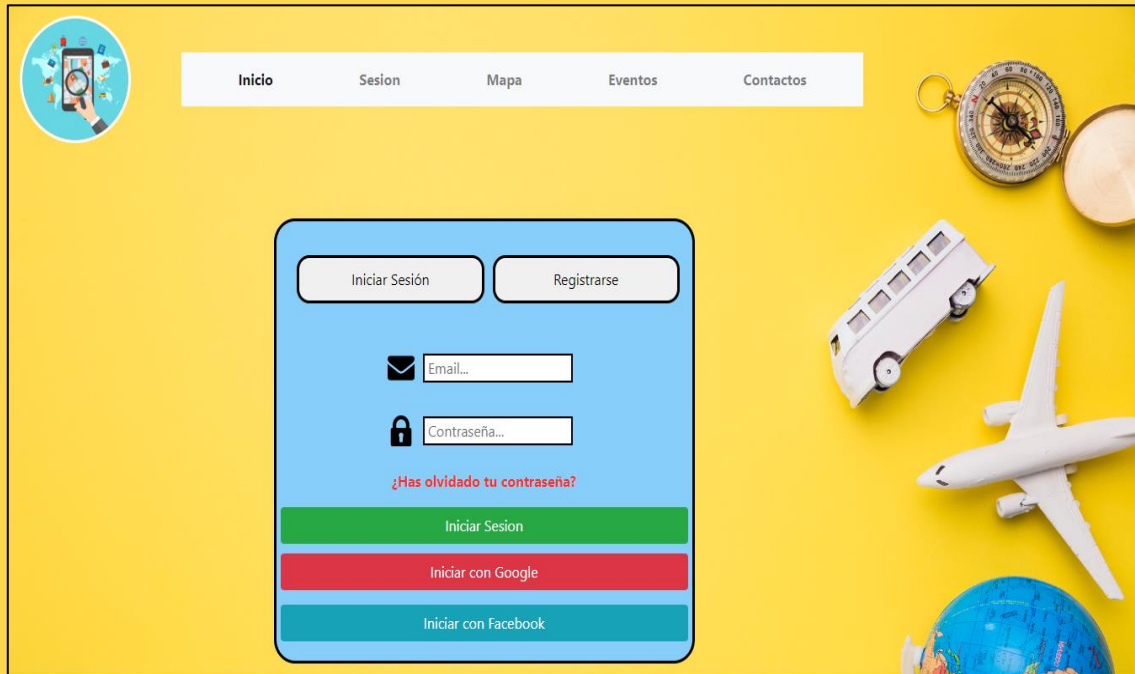 Inicio Sesion Mapa Eventos Contactos
Iniciar Sesión Registrarse
Email...
Contraseña...
¿Has olvidado tu contraseña?
Iniciar Sesion
Iniciar con Google
Iniciar con Facebook